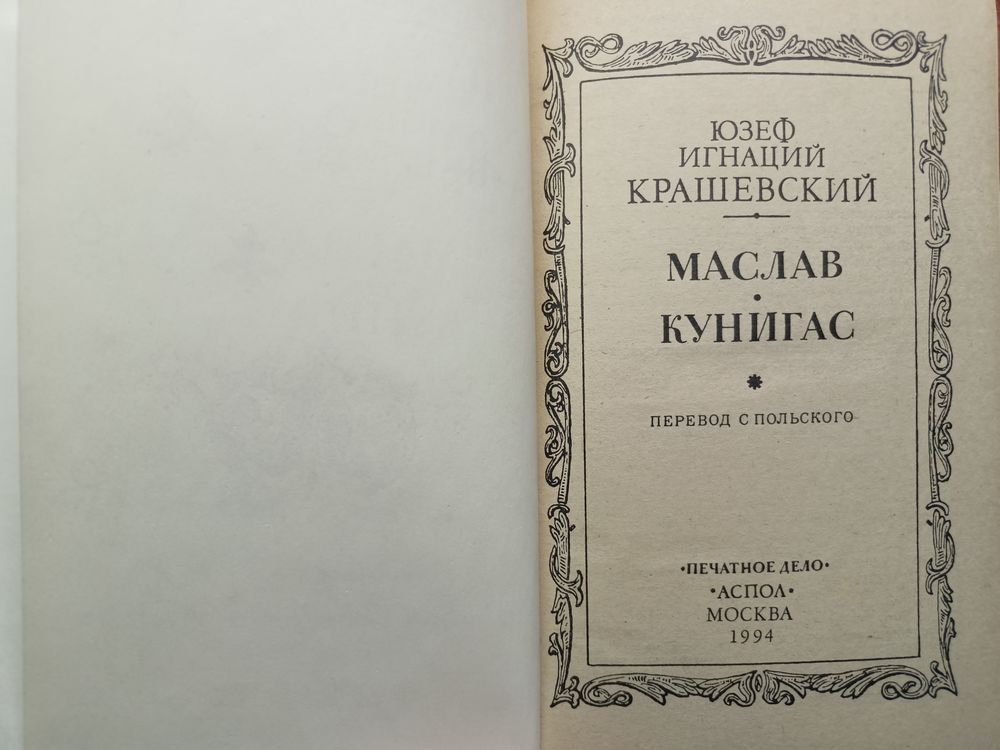 ЮЗЕФ
ИГНАЦИЙ
КРАШЕВСКИЙ
МАСЛАВ
•
КУНИГАС
*
ПЕРЕВОД С ПОЛЬСКОГО
•ПЕЧАТНОЕ ДЕЛО•
•АСПОЛ•
МОСКВА
1994